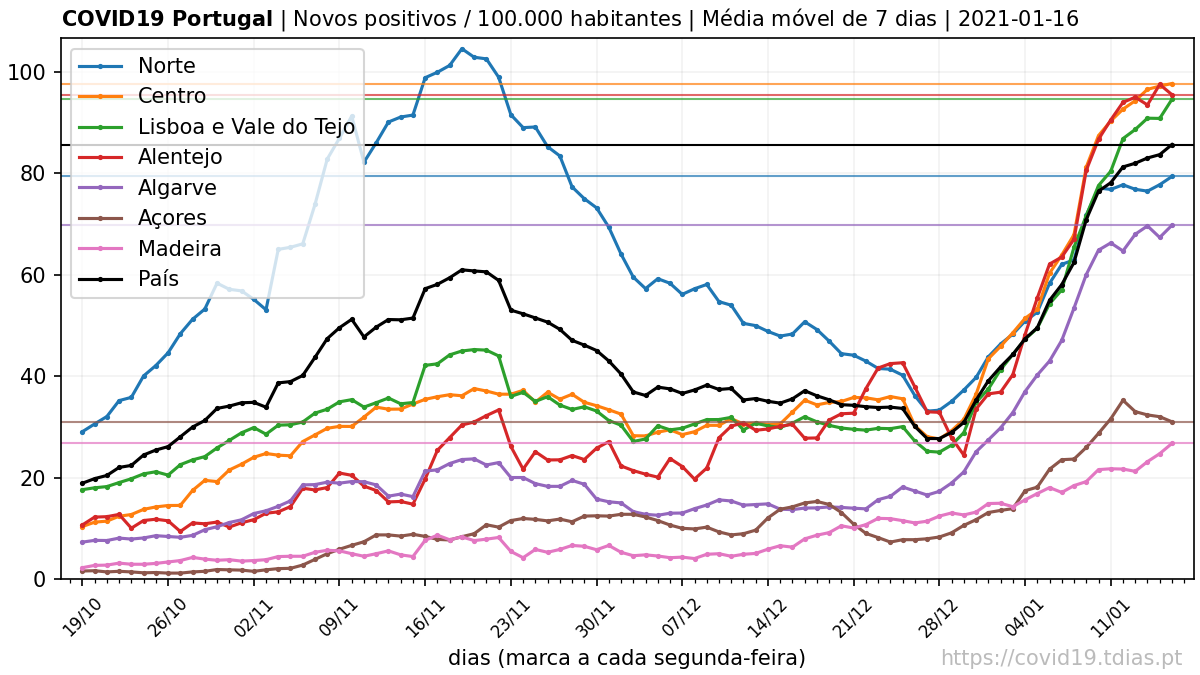 COVID19 Portugal | Novos positivos / 100.000 habitantes | Média móvel de 7 dias | 2021-01-16
Norte
Centro
Lisboa e Vale do Tejo
Alentejo
Algarve
Açores
Madeira
País
100
80
60
40
20
0
19/10
26/10
02/11
09/11
16/11
23/11
30/11
07/12
14/12
21/12
28/12
04/01
11/01
dias (marca a cada segunda-feira)
https://covid19.tdias.pt